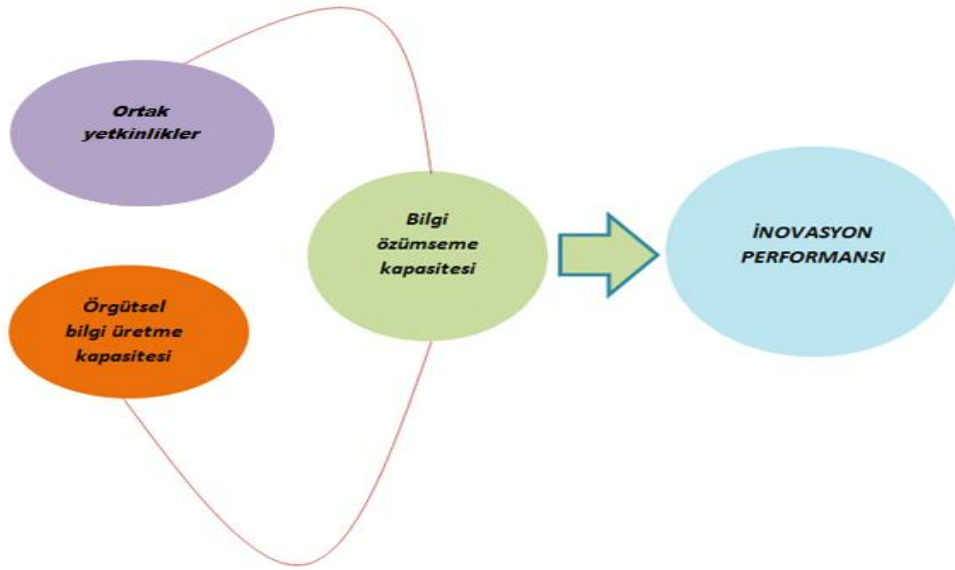 Ortak
yetkinlikler
Örgütsel
bilgi üretme
kapasitesi
Bilgi
özümseme
kapasitesi
İNOVASYON
PERFORMANSI